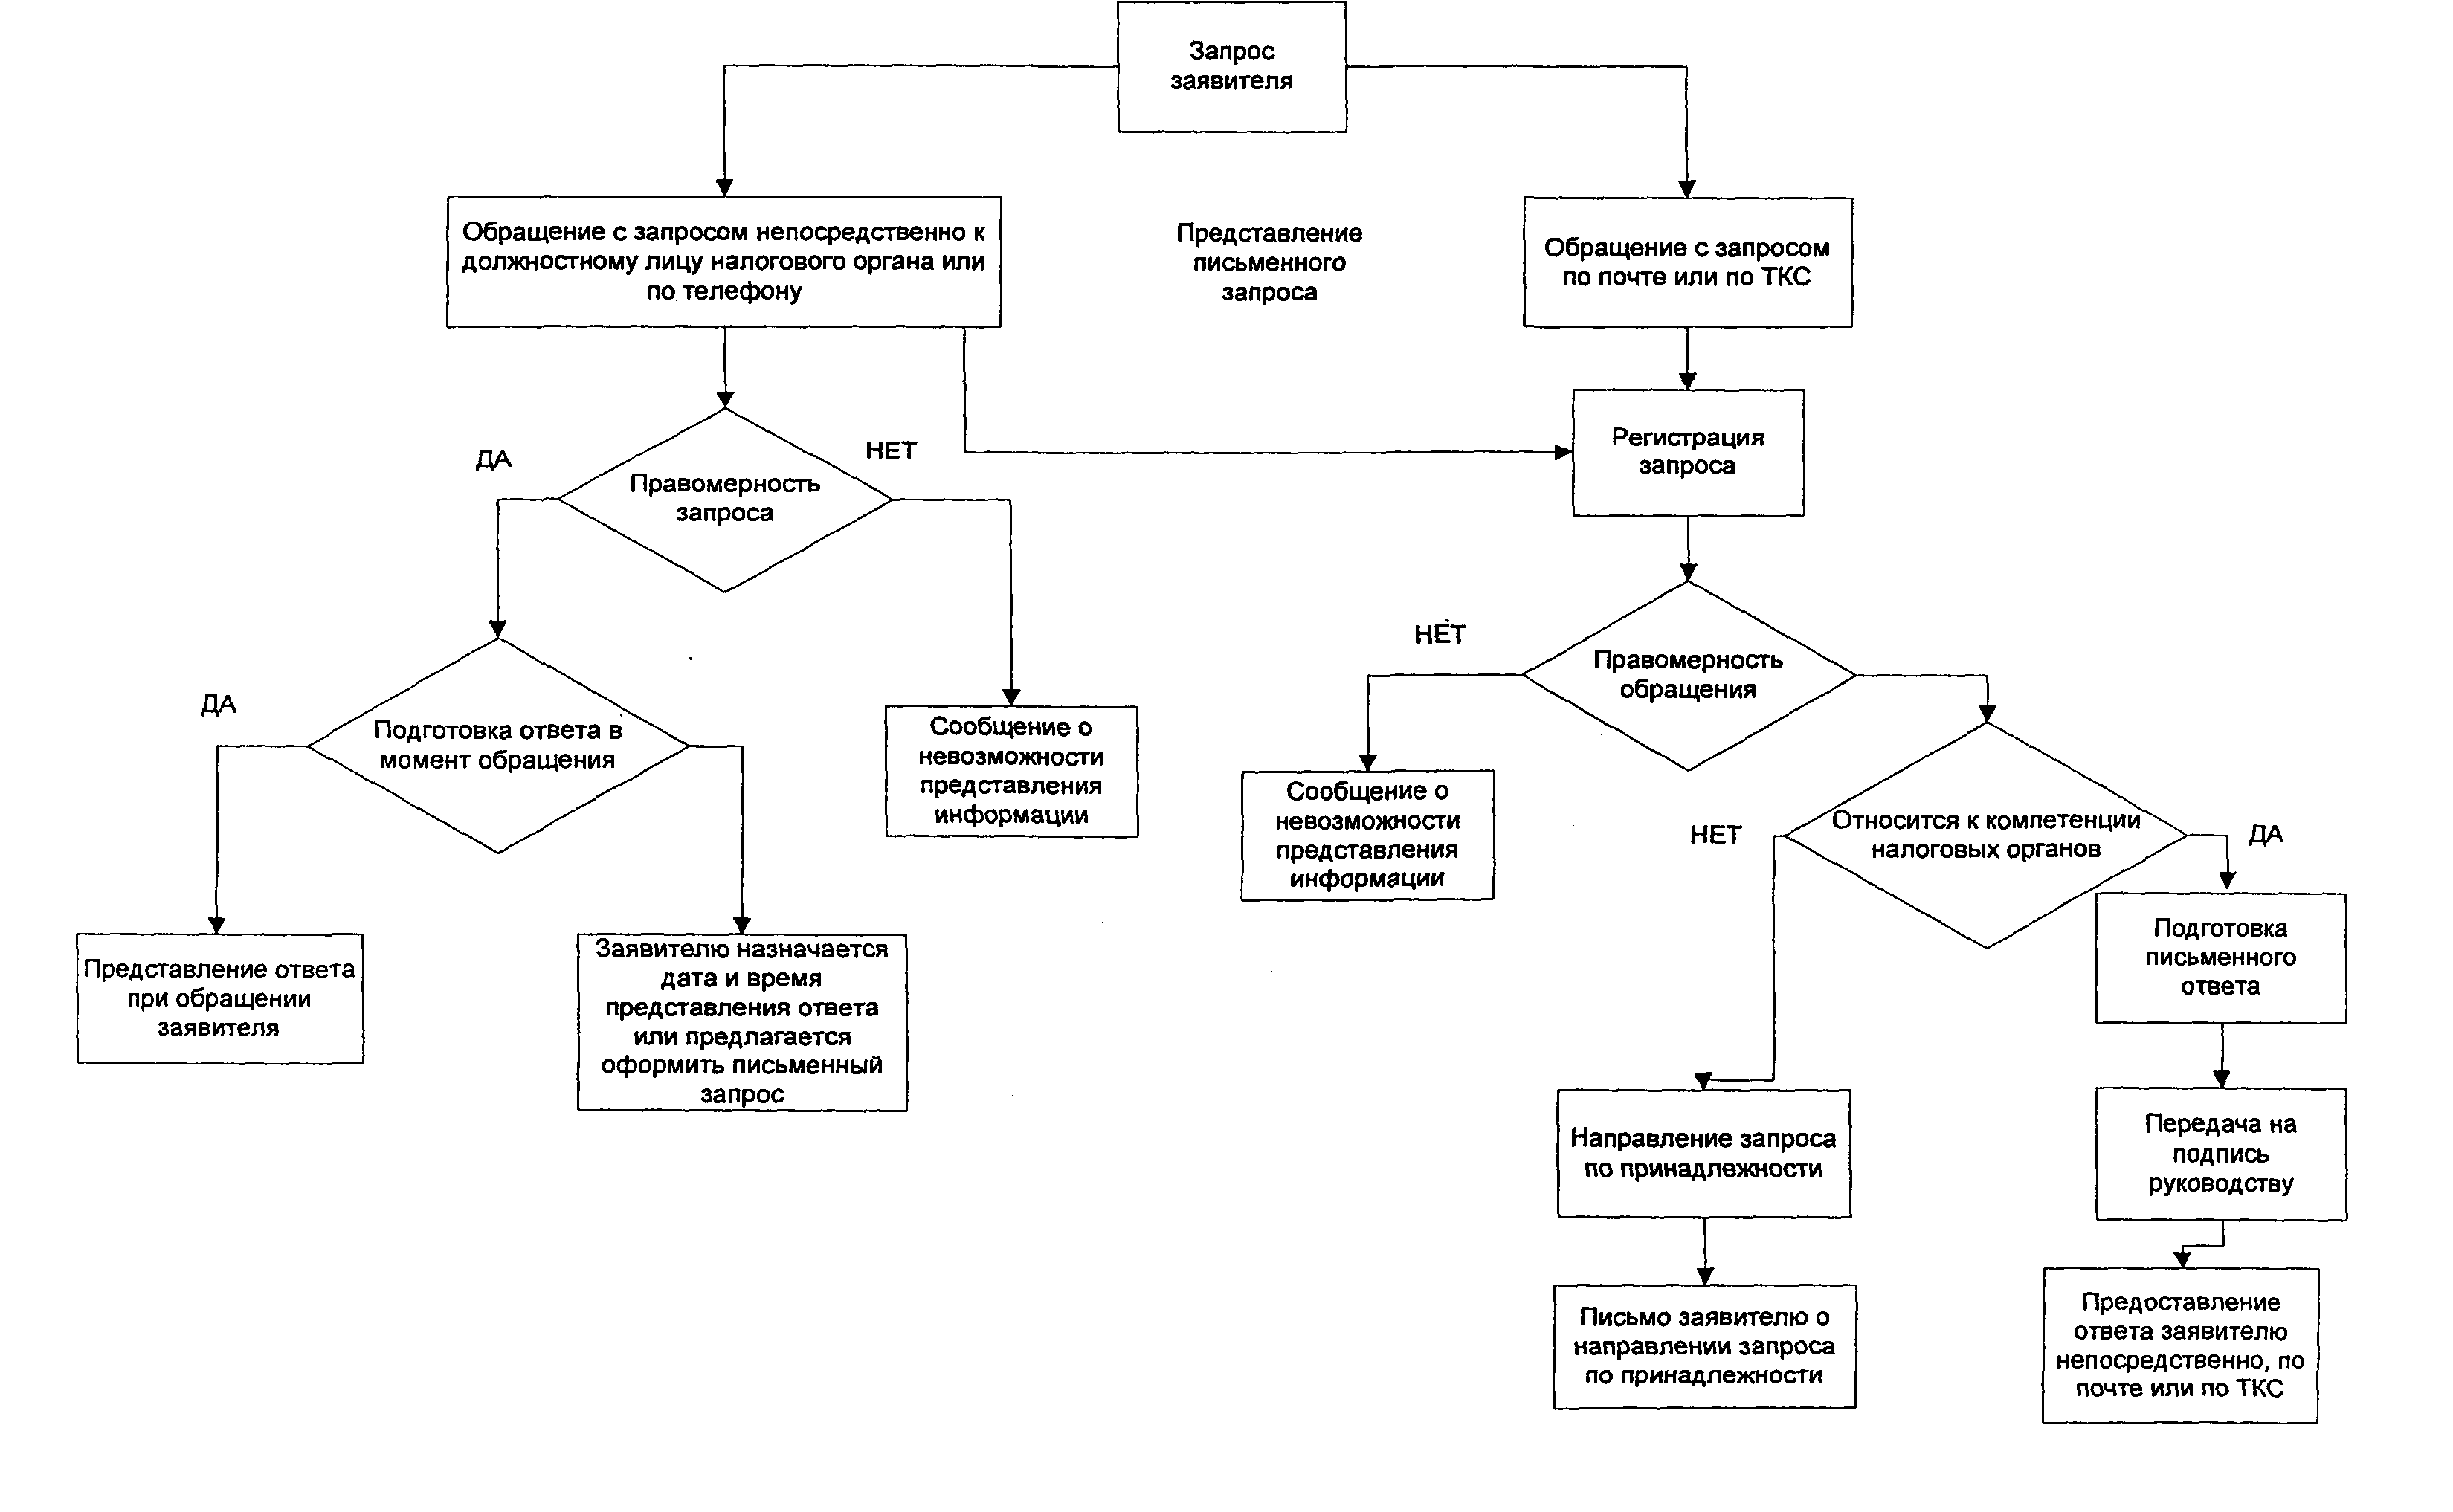 Запрос
заявителя
Обращение с запросом непосредственно к
должностному лицу налогового органа или
по телефону
Представление
письменного
запроса
Обращение с запросом
по почте или по ТКС
Регистрация
запроса
ДА
НЕТ
Правомерность
запроса
НЕТ
Правомерность
обращения
ДА
Подготовка ответа в
момент обращения
Сообщение о
невозможности
представления
информации
Сообщение о
невозможности
представления
информации
НЕТ
Относится к компетенции
налоговых органов
ДА
Представление ответа
при обращении
заявителя
Заявителю назначается
дата и время
представления ответа
или предлагается
оформить письменный
запрос
Подготовка
письменного
ответа
Направление запроса
по принадлежности
Передача на
подпись
руководству
Письмо заявителю о
направлении запроса
по принадлежности
Предоставление
ответа заявителю
непосредственно, по
почте или по ТКС